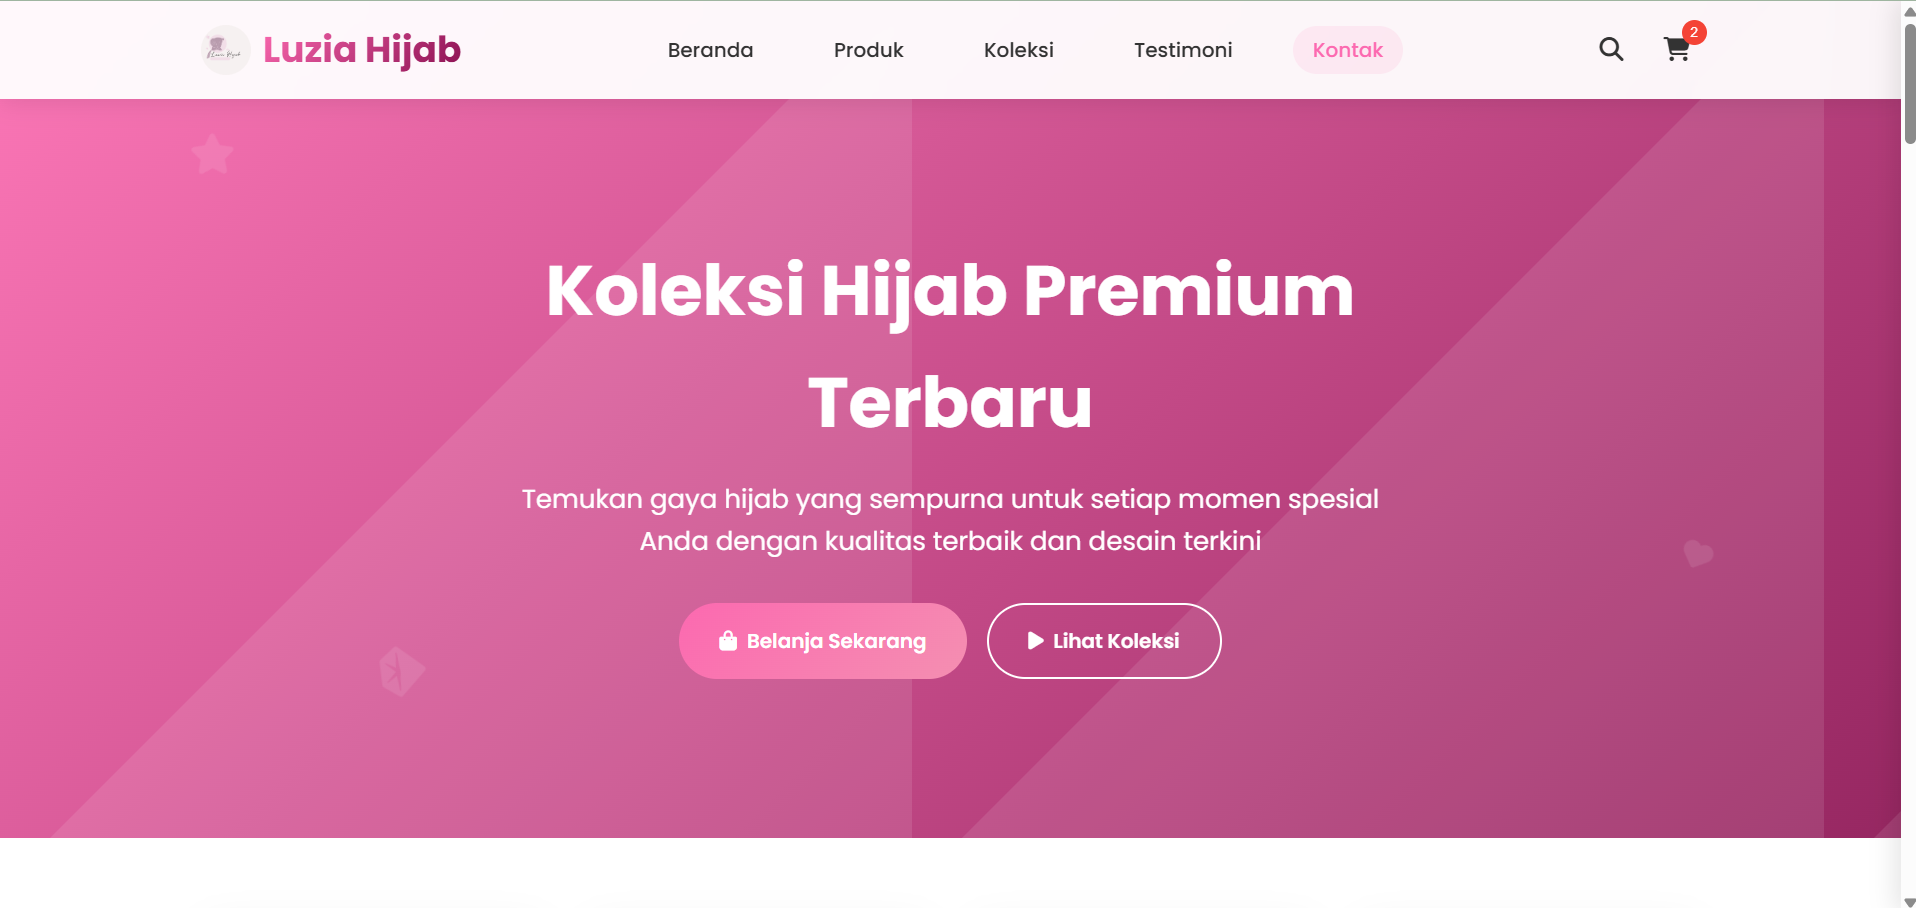 Luzia Hijab
Beranda
Produk
Koleksi
Testimoni
Kontak
2
Koleksi Hijab Premium
Terbaru
Temukan gaya hijab yang sempurna untuk setiap momen spesial
Anda dengan kualitas terbaik dan desain terkini
Belanja Sekarang
Lihat Koleksi